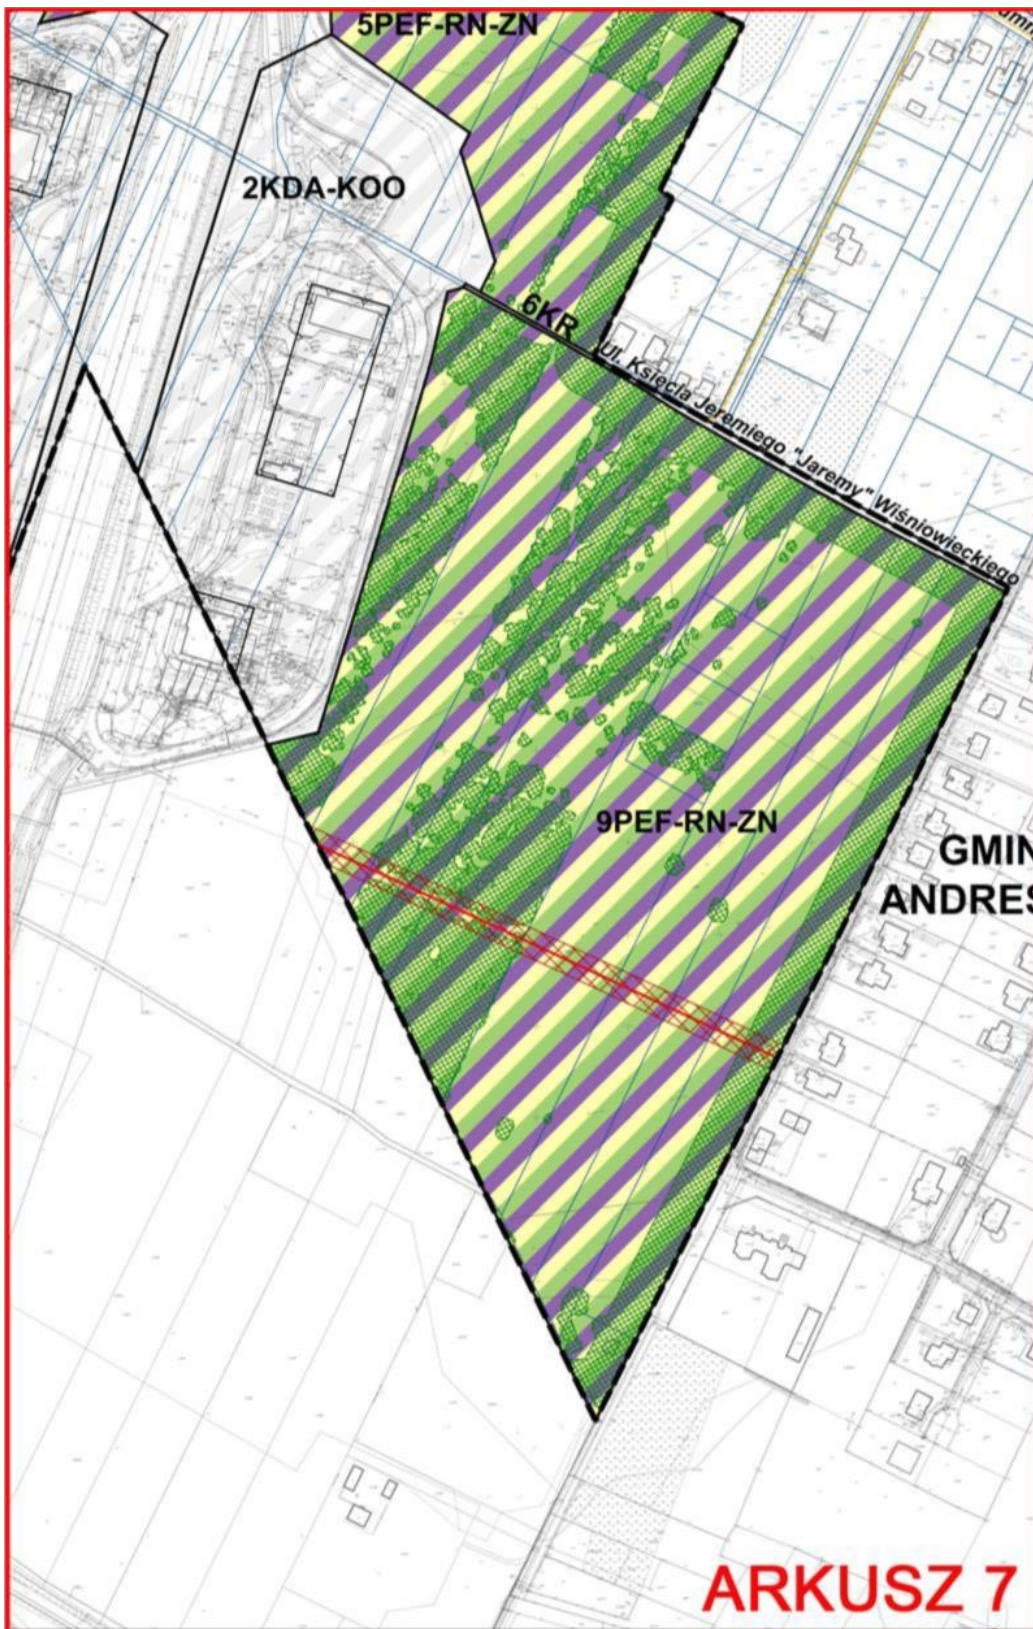 5PEF-RN-ZN
2KDA-KOO
6KR
Ul. Księcia Jeremiego "Jaremy" Wiśniowieckiego
9PEF-RN-ZN
GMIN
ANDRES
ARKUSZ 7